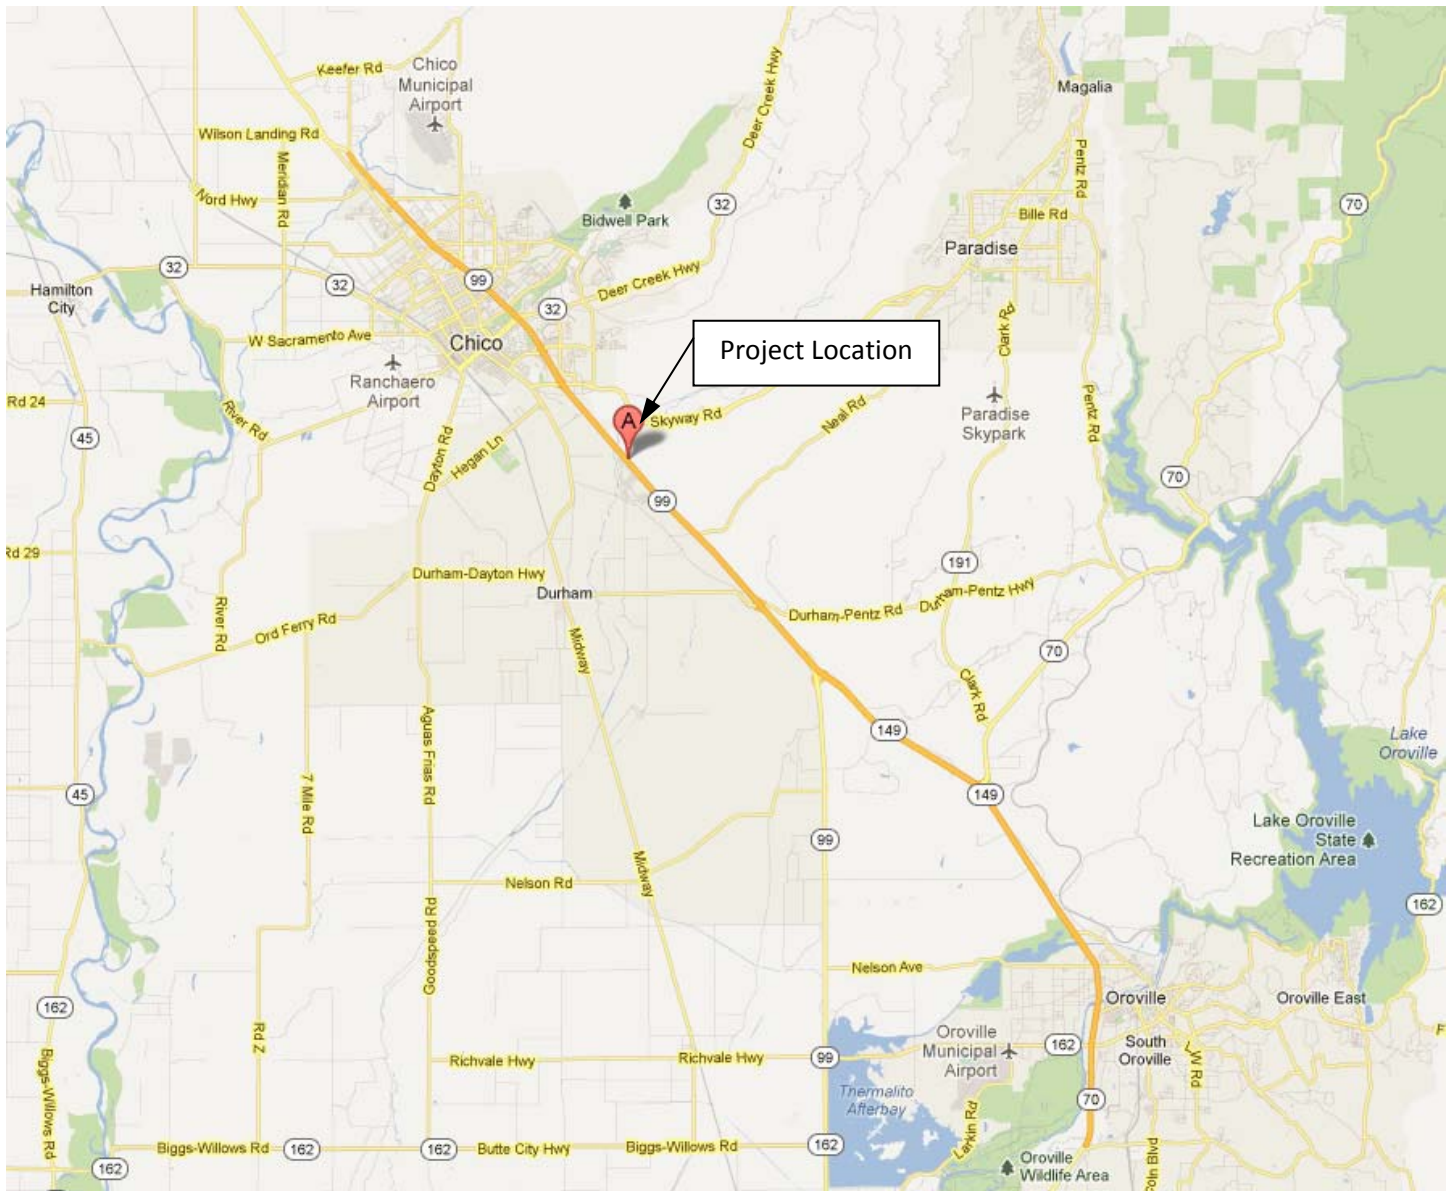 Keefer Rd
Chico
Municipal
Airport
Deer Creek Hwy
Magalia
Wilson Landing Rd
Meridian Rd
Pentz Rd
Nord Hwy
Bidwell Park
32
Bille Rd
70
Paradise
32
Hamilton
City
32
99
Deer Creek Hwy
32
W Sacramento Ave
Chico
Project Location
Clark Rd
Ranchaero
Airport
Rd 24
River Rd
45
Dayton Rd
Hegan Ln
A
Skyway Rd
Neal Rd
Paradise
Skypark
Pentz Rd
70
99
Rd 29
191
Durham-Dayton Hwy
Durham
Durham-Pentz Rd
Durham-Pentz Hwy
River Rd
Ord Ferry Rd
Midway
70
Clark Rd
Aguas Frias Rd
149
Lake
Oroville
45
7 Mile Rd
149
99
Lake Oroville
State
Recreation Area
Midway
Nelson Rd
162
Goodspeed Rd
Nelson Ave
Oroville
Oroville East
162
Rd Z
Oroville
Municipal
Airport
162
South
Oroville
F
Biggs-Willows Rd
Richvale Hwy
Richvale Hwy
99
L W Rd
Thermalito
Afterbay
70
Larkin Rd
Biggs-Willows Rd
162
162
Butte City Hwy
Biggs-Willows Rd
162
162
Oroville
Wildlife Area
coln Blvd